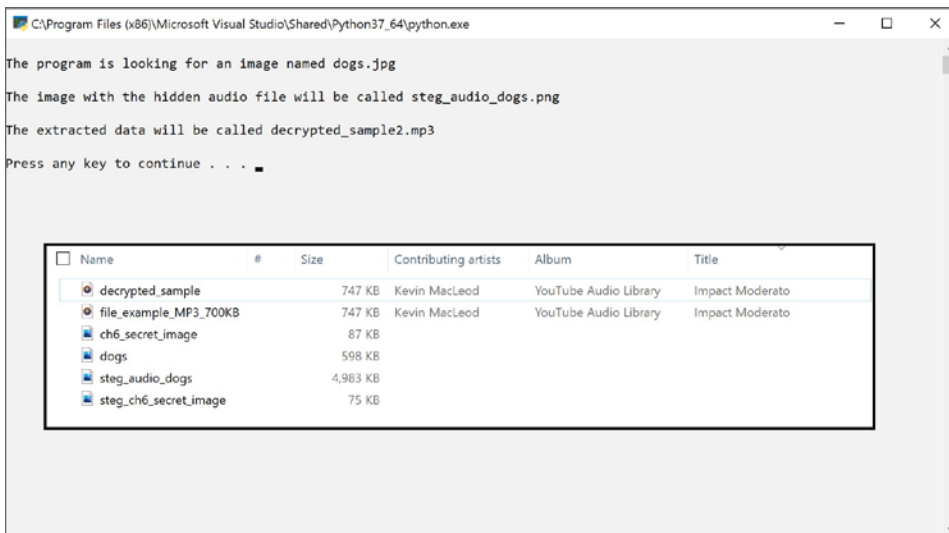 C:\Program Files (x86)\Microsoft Visual Studio\Shared\Python37_64\python.exe
The program is looking for an image named dogs.jpg
The image with the hidden audio file will be called steg_audio_dogs.png
The extracted data will be called decrypted_sample2.mp3
Press any key to continue . . .
Name # Size Contributing artists Album Title
decrypted_sample 747 KB Kevin MacLeod YouTube Audio Library Impact Moderato
file_example_MP3_700KB 747 KB Kevin MacLeod YouTube Audio Library Impact Moderato
ch6_secret_image 87 KB
dogs 598 KB
steg_audio_dogs 4,983 KB
steg_ch6_secret_image 75 KB